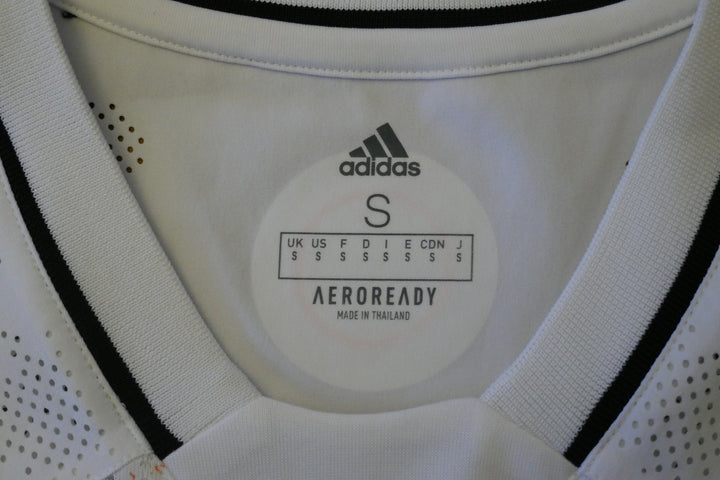 adidas
S
UK US F D I E CDN J
S S S S S S S S
AEROREADY
MADE IN THAILAND